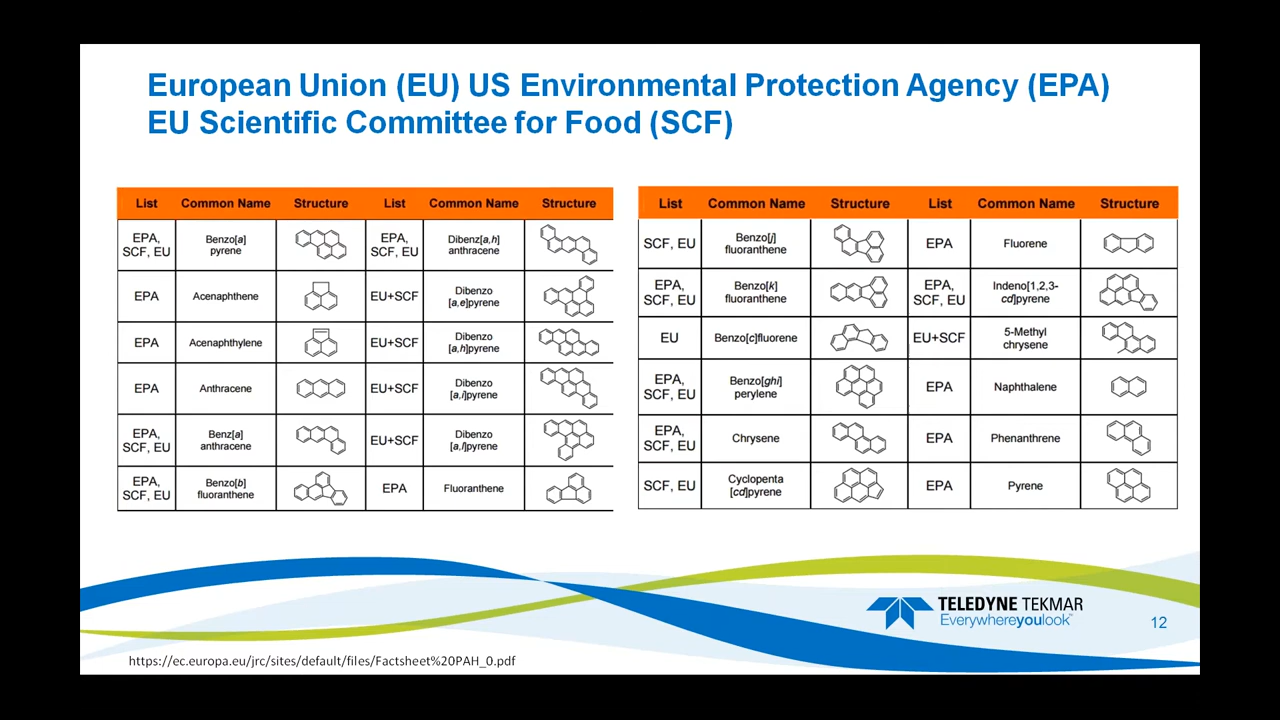 European Union (EU) US Environmental Protection Agency (EPA)
EU Scientific Committee for Food (SCF)
List Common Name Structure List Common Name Structure
EPA, SCF, EU Benzo[a] pyrene EPA, SCF, EU Dibenz[a,h] anthracene
EPA Acenaphthene EU+SCF Dibenzo [a,e]pyrene
EPA Acenaphthylene EU+SCF Dibenzo [a,h]pyrene
EPA Anthracene EU+SCF Dibenzo [a,i]pyrene
EPA, SCF, EU Benz[a] anthracene EU+SCF Dibenzo [a,l]pyrene
EPA, SCF, EU Benzo[b] fluoranthene EPA Fluoranthene
List Common Name Structure List Common Name Structure
SCF, EU Benzo[j] fluoranthene EPA Fluorene
EPA, SCF, EU Benzo[k] fluoranthene EPA, SCF, EU Indeno[1,2,3-cd]pyrene
EU Benzo[c]fluorene EU+SCF 5-Methyl chrysene
EPA, SCF, EU Benzo[ghi] perylene EPA Naphthalene
EPA, SCF, EU Chrysene EPA Phenanthrene
SCF, EU Cyclopenta [cd]pyrene EPA Pyrene
TELEDYNE TEKMAR
Everywhereyoulook™
12
https://ec.europa.eu/jrc/sites/default/files/Factsheet%20PAH_0.pdf